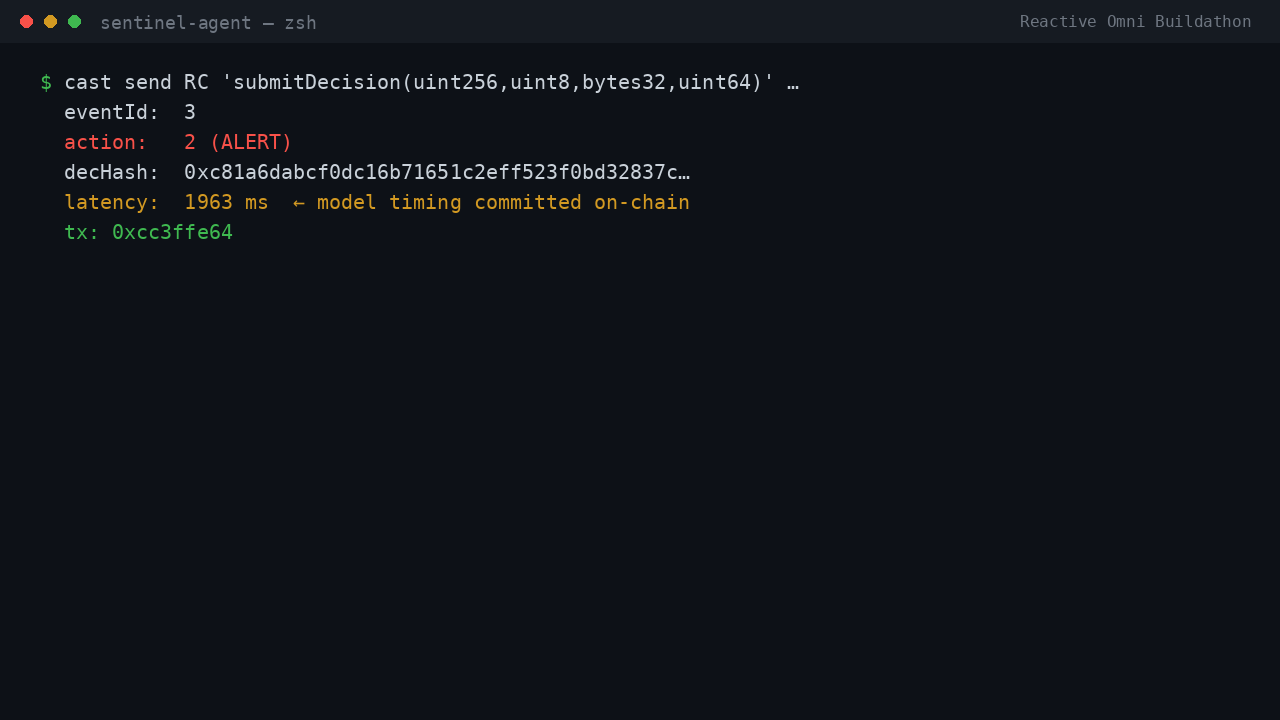 sentinel-agent — zsh
Reactive Omni Buildathon
$ cast send RC 'submitDecision(uint256,uint8,bytes32,uint64)' …
eventId:  3
action:   2 (ALERT)
decHash:  0xc81a6dabcf0dc16b71651c2eff523f0bd32837c…
latency:  1963 ms  ← model timing committed on-chain
tx: 0xcc3ffe64